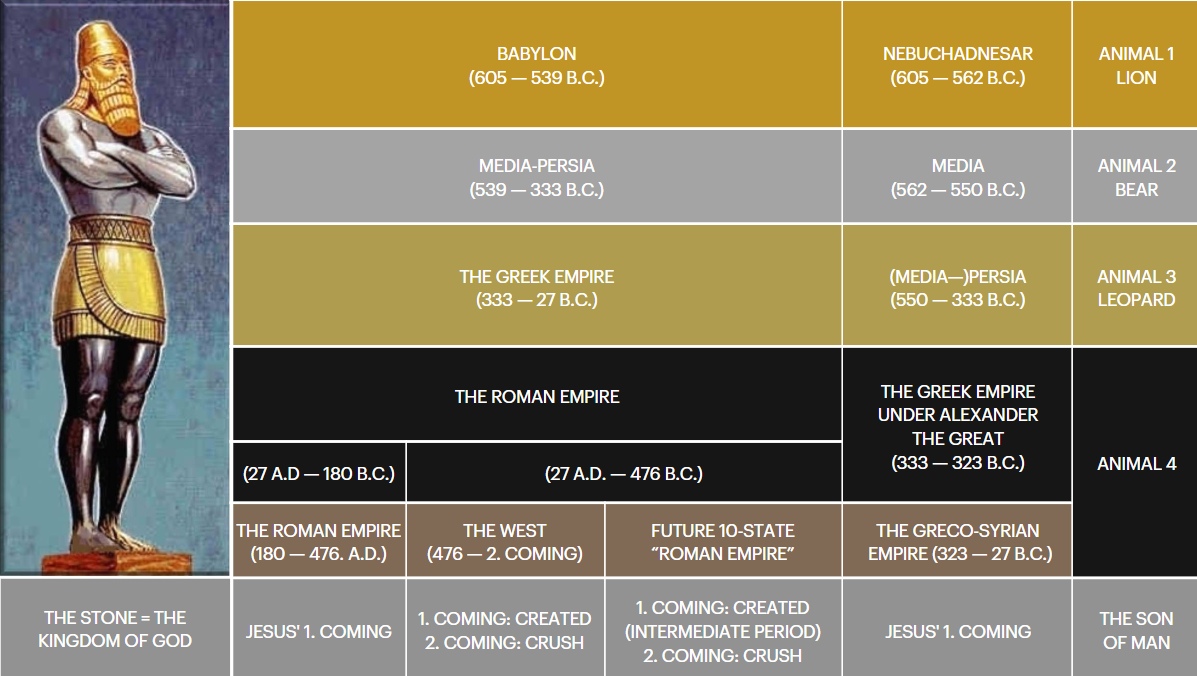 BABYLON
(605 — 539 B.C.)
NEBUCHADNESAR
(605 — 562 B.C.)
ANIMAL 1
LION
MEDIA-PERSIA
(539 — 333 B.C.)
MEDIA
(562 — 550 B.C.)
ANIMAL 2
BEAR
THE GREEK EMPIRE
(333 — 27 B.C.)
(MEDIA—)PERSIA
(550 — 333 B.C.)
ANIMAL 3
LEOPARD
THE ROMAN EMPIRE
THE GREEK EMPIRE
UNDER ALEXANDER
THE GREAT
(333 — 323 B.C.)
ANIMAL 4
(27 A.D — 180 B.C.)
(27 A.D. — 476 B.C.)
THE ROMAN EMPIRE
(180 — 476. A.D.)
THE WEST
(476 — 2. COMING)
FUTURE 10-STATE
“ROMAN EMPIRE”
THE GRECO-SYRIAN
EMPIRE (323 — 27 B.C.)
THE STONE = THE
KINGDOM OF GOD
JESUS' 1. COMING
1. COMING: CREATED
2. COMING: CRUSH
1. COMING: CREATED
(INTERMEDIATE PERIOD)
2. COMING: CRUSH
JESUS' 1. COMING
THE SON
OF MAN